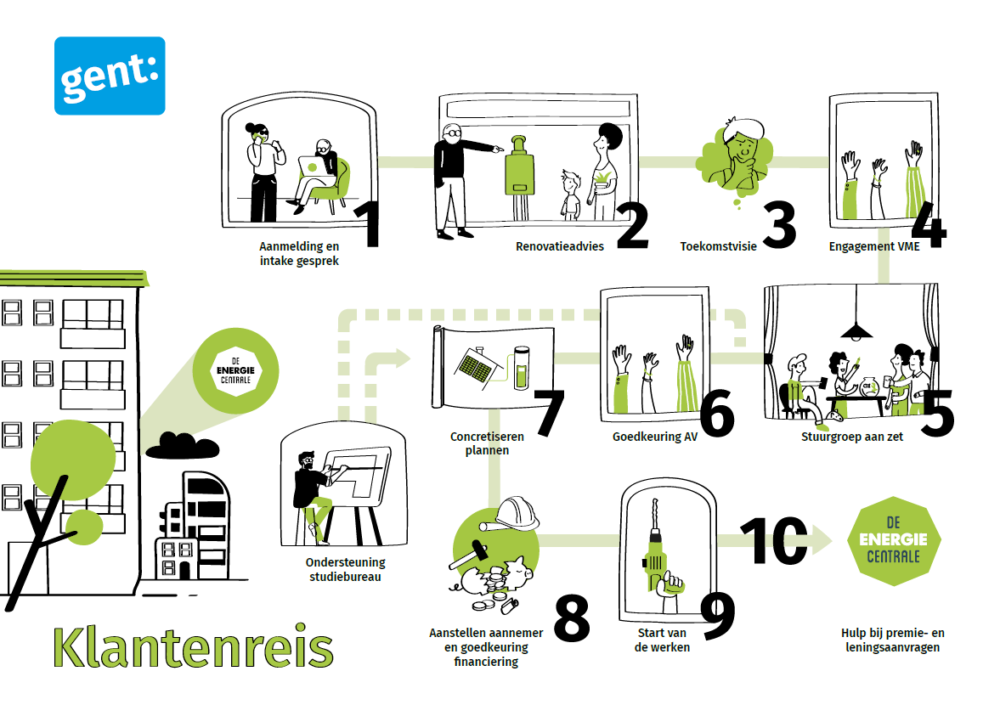 gent:
1
Aanmelding en
intake gesprek
2
Renovatieadvies
3
Toekomstvisie
4
Engagement VME
DE
ENERGIE
CENTRALE
7
Concretiseren
plannen
6
Goedkeuring AV
5
Stuurgroep aan zet
Ondersteuning
studiebureau
8
Aanstellen aannemer
en goedkeuring
financiering
9
Start van
de werken
10
DE
ENERGIE
CENTRALE
Hulp bij premie- en
leningsaanvragen
Klantenreis